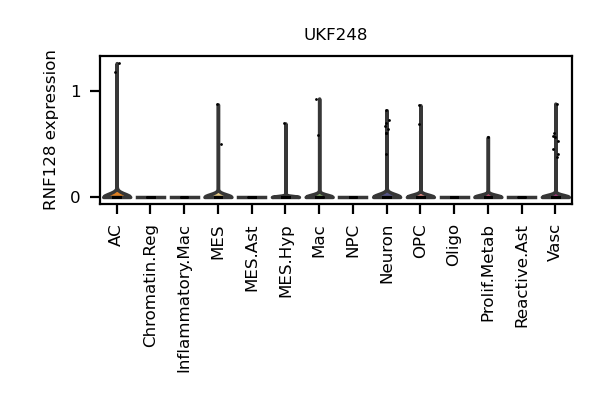 UKF248
RNF128 expression
1
0
AC
Chromatin.Reg
Inflammatory.Mac
MES
MES.Ast
MES.Hyp
Mac
NPC
Neuron
OPC
Oligo
Prolif.Metab
Reactive.Ast
Vasc